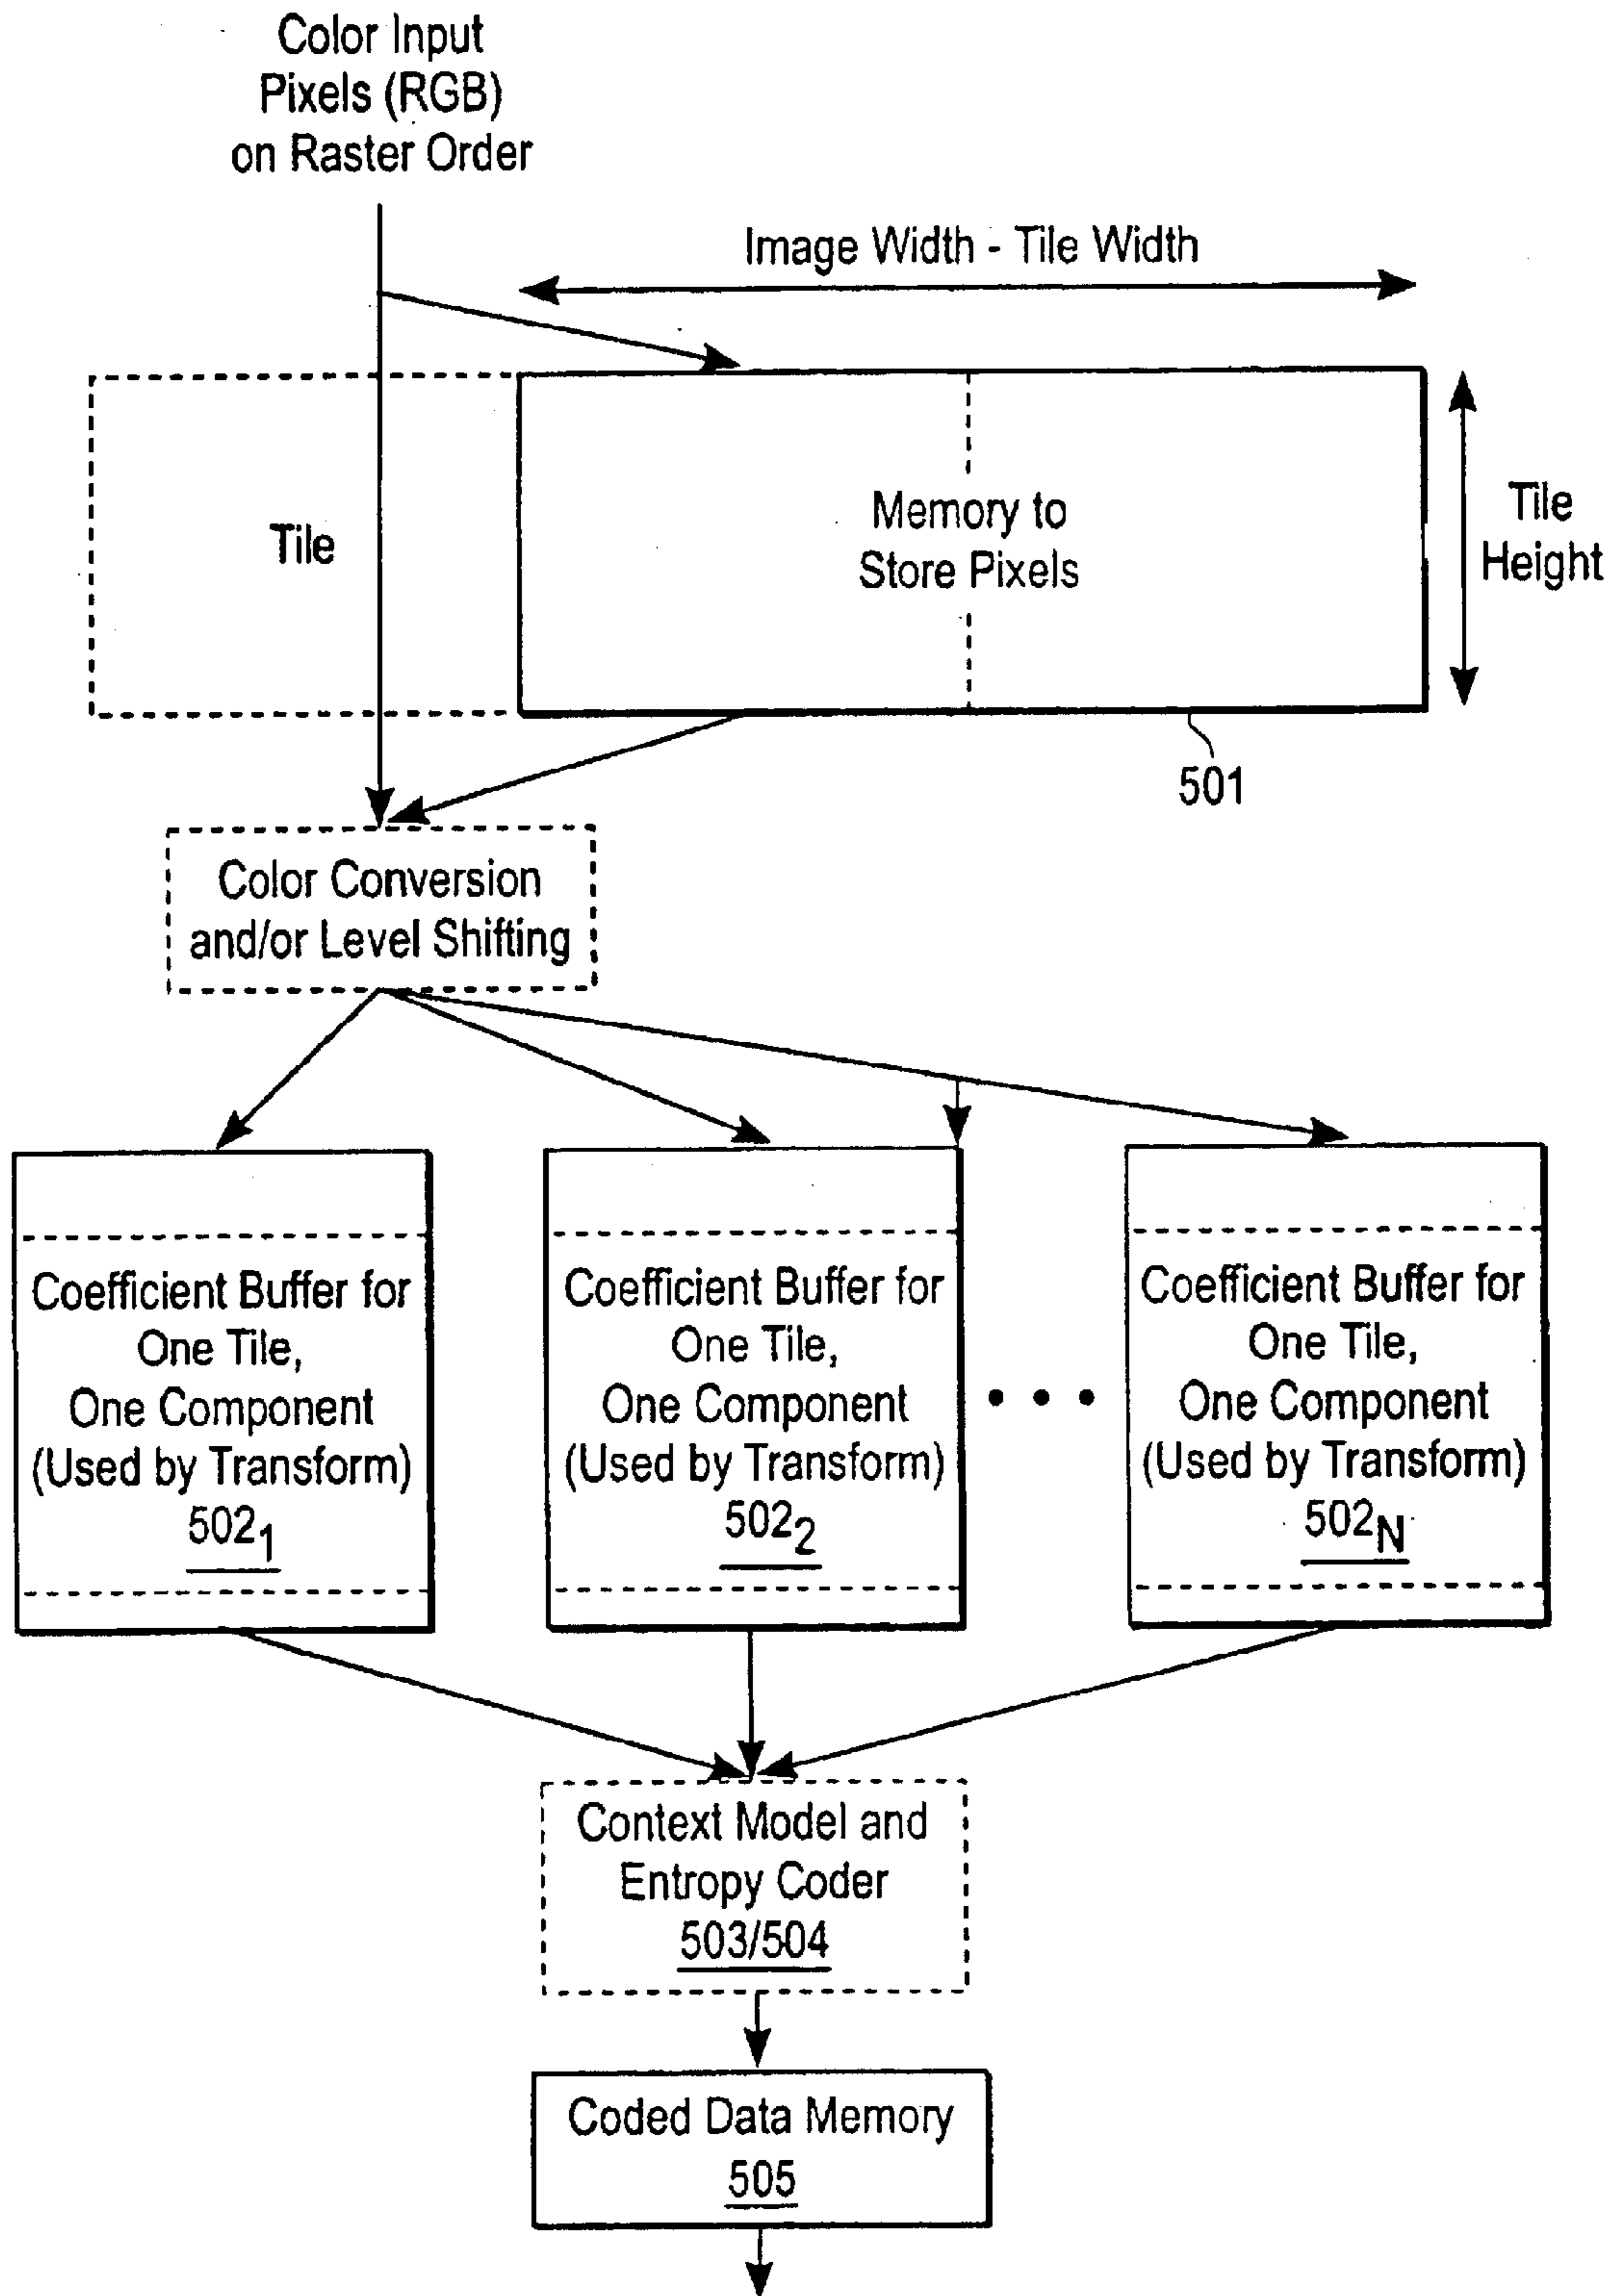 Color Input
Pixels (RGB)
on Raster Order
Image Width - Tile Width
Tile
Memory to
Store Pixels
Tile
Height
501
Color Conversion
and/or Level Shifting
Coefficient Buffer for
One Tile,
One Component
(Used by Transform)
502₁
Coefficient Buffer for
One Tile,
One Component
(Used by Transform)
502₂
• • •
Coefficient Buffer for
One Tile,
One Component
(Used by Transform)
502N
Context Model and
Entropy Coder
503/504
Coded Data Memory
505